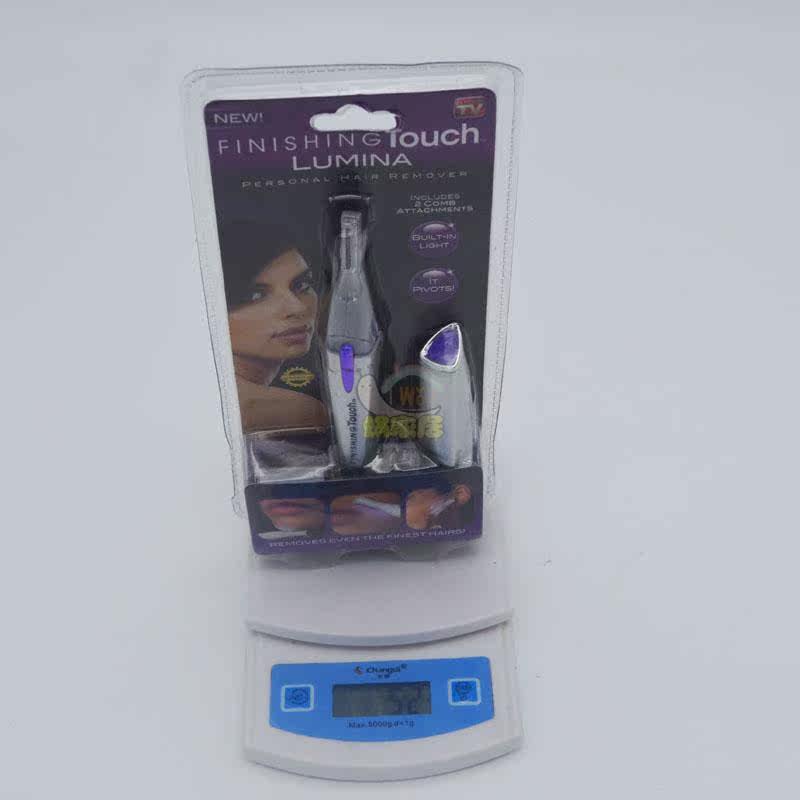 NEW!
TV
FINISHING Touch
LUMINA
PERSONAL HAIR REMOVER
INCLUDES
2 COMB
ATTACHMENTS
BUILT-IN
LIGHT
IT
PIVOTS!
FINISHING Touch
REMOVES EVEN THE FINEST HAIRS!
Max.5000g d=1g